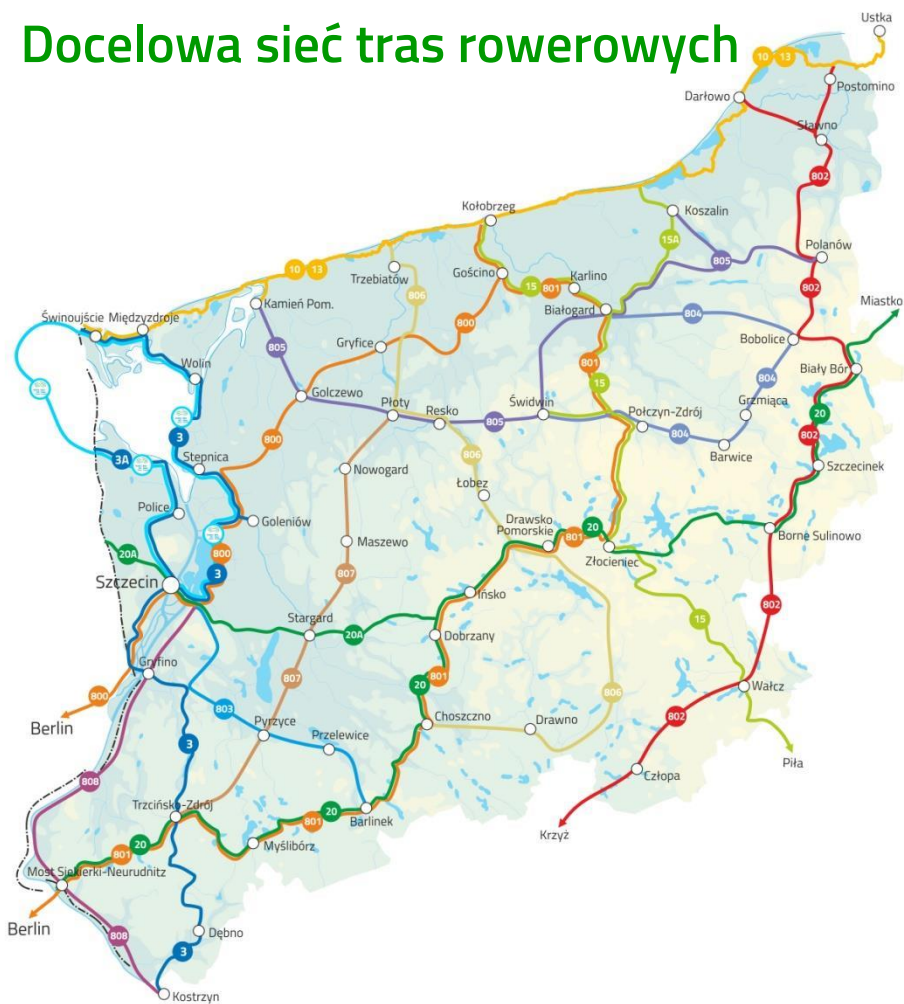 Docelowa sieć tras rowerowych
Ustka
10 13
Postomino
Darłowo
Sławno
802
Kołobrzeg
Koszalin
15A
805
Polanów
10 13
Trzebiatów
Gościno
Karlino
806
15 801
802
Miastko
Kamień Pom.
Białogard
804
Świnoujście
Międzyzdroje
800
Gryfice
Bobolice
805
Wolin
801
Biały Bór
804
15
Golczewo
Płoty
Resko
805
Świdwin
Połczyn-Zdrój
Grzmiąca
20
3
800
804
802
Barwice
Stepnica
806
3A
Nowogard
Szczecinek
Łobez
Police
Goleniów
Drawsko
Pomorskie
20
801
Borne Sulinowo
20A
800
Maszewo
Złocieniec
3
807
Szczecin
Ińsko
802
15
Stargard
20A
Dobrzany
Gryfino
807
801
20
806
Wałcz
800
803
Choszczno
Drawno
802
Berlin
3
Pyrzyce
Przelewice
Piła
Człopa
808
Trzcińsko-Zdrój
20
Barlinek
801
Krzyż
20
801
Myślibórz
Most Siekierki-Neurudnitz
Berlin
808
Dębno
3
Kostrzyn